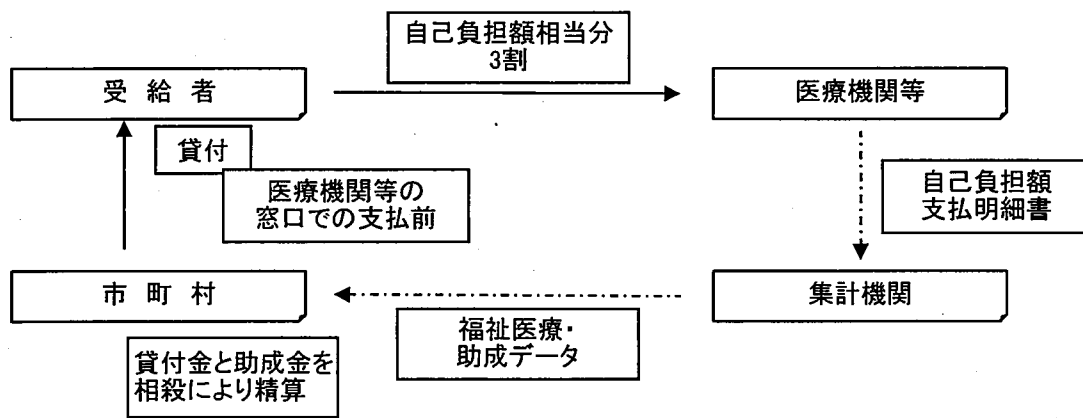 自己負担額相当分
3割
受給者
医療機関等
貸付
医療機関等の
窓口での支払前
自己負担額
支払明細書
市町村
集計機関
福祉医療・
助成データ
貸付金と助成金を
相殺により精算